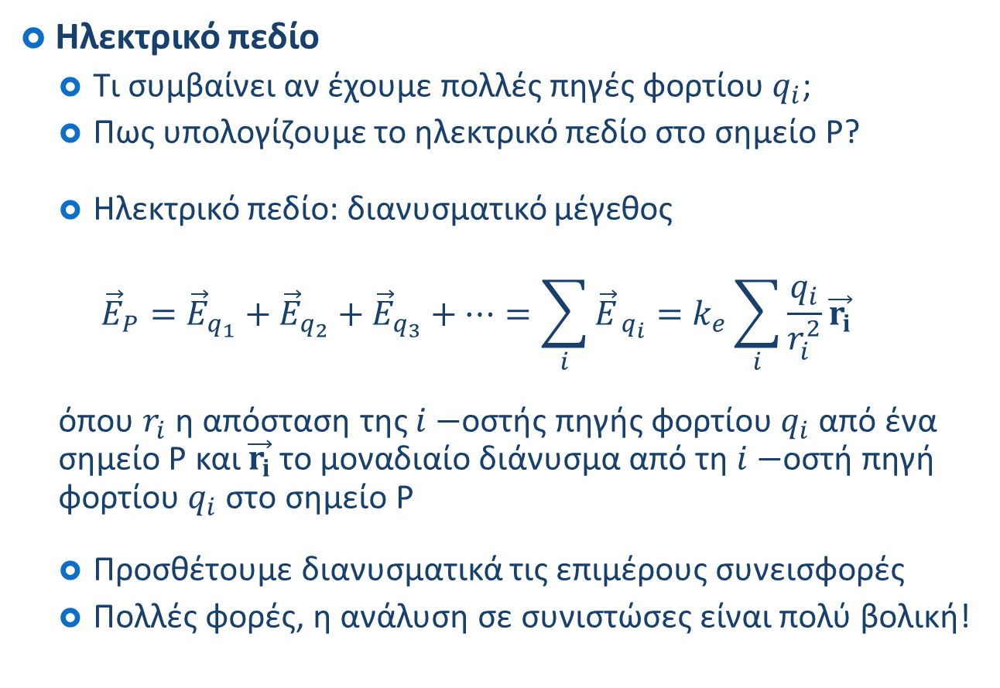 Ηλεκτρικό πεδίο
Τι συμβαίνει αν έχουμε πολλές πηγές φορτίου $q_i$;
Πως υπολογίζουμε το ηλεκτρικό πεδίο στο σημείο P?
Ηλεκτρικό πεδίο: διανυσματικό μέγεθος
$\vec{E}_P = \vec{E}_{q_1} + \vec{E}_{q_2} + \vec{E}_{q_3} + \cdots = \sum_i \vec{E}_{q_i} = k_e \sum_i \frac{q_i}{r_i^2} \overrightarrow{\mathbf{r_i}}$
όπου $r_i$ η απόσταση της $i$ −οστής πηγής φορτίου $q_i$ από ένα
σημείο P και $\overrightarrow{\mathbf{r_i}}$ το μοναδιαίο διάνυσμα από τη $i$ −οστή πηγή
φορτίου $q_i$ στο σημείο P
Προσθέτουμε διανυσματικά τις επιμέρους συνεισφορές
Πολλές φορές, η ανάλυση σε συνιστώσες είναι πολύ βολική!